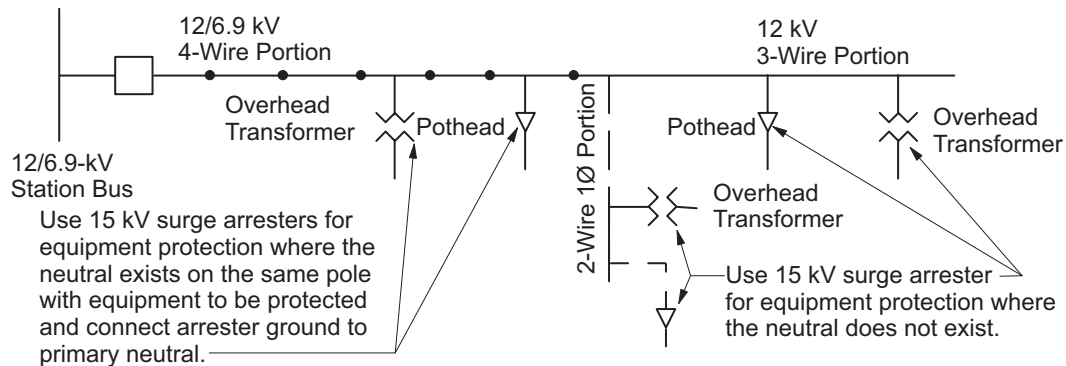 12/6.9 kV
4-Wire Portion
12 kV
3-Wire Portion
Overhead
Transformer
Pothead
2-Wire 1Ø Portion
Pothead
Overhead
Transformer
12/6.9-kV
Station Bus
Overhead
Transformer
Use 15 kV surge arresters for
equipment protection where the
neutral exists on the same pole
with equipment to be protected
and connect arrester ground to
primary neutral.
Use 15 kV surge arrester
for equipment protection where
the neutral does not exist.